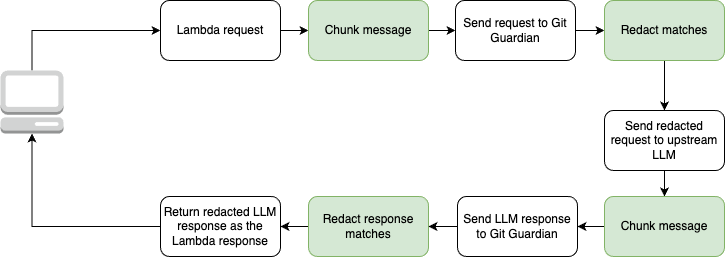 Lambda request
Chunk message
Send request to Git
Guardian
Redact matches
Send redacted
request to upstream
LLM
Chunk message
Send LLM response
to Git Guardian
Redact response
matches
Return redacted LLM
response as the
Lambda response